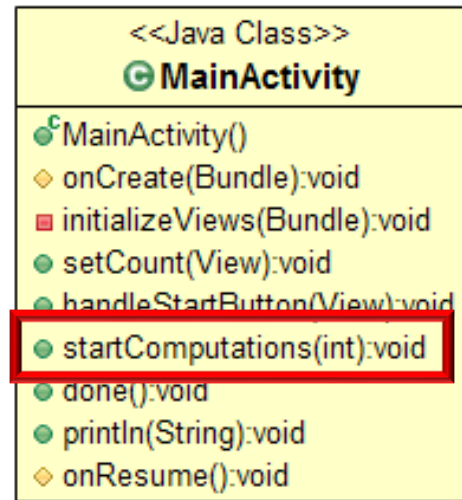 <<Java Class>>
MainActivity
MainActivity()
onCreate(Bundle):void
initializeViews(Bundle):void
setCount(View):void
handleStartButton(View):void
startComputations(int):void
done():void
println(String):void
onResume():void